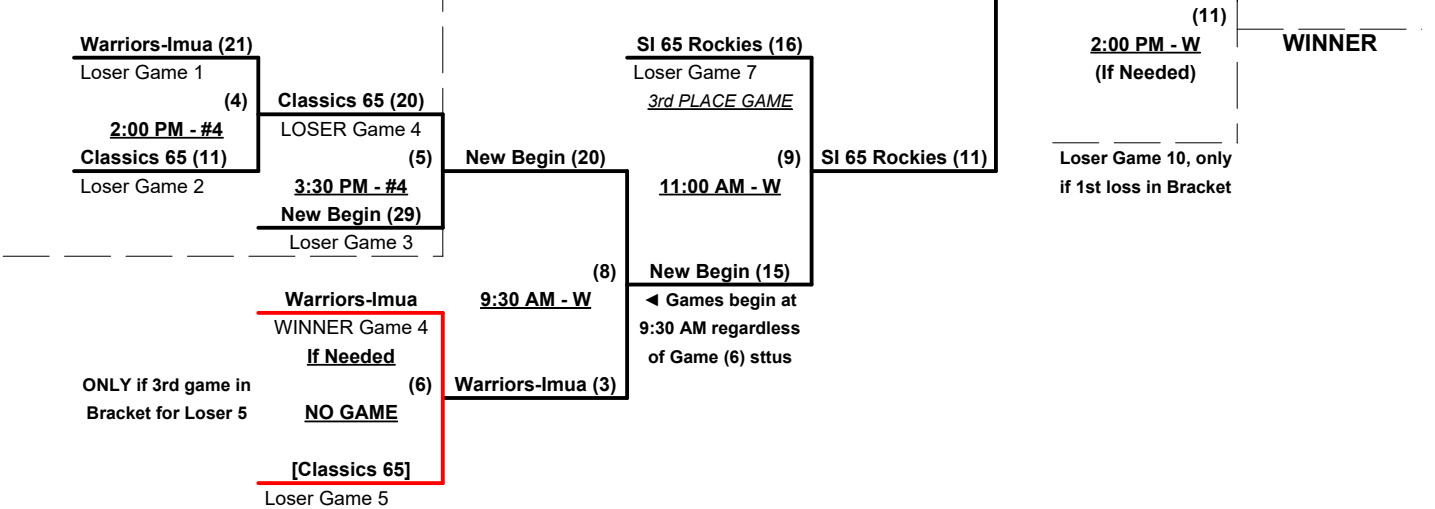 Warriors-Imua (21)
Loser Game 1
(4)
2:00 PM - #4
Classics 65 (11)
Loser Game 2
Classics 65 (20)
LOSER Game 4
(5)
3:30 PM - #4
New Begin (29)
Loser Game 3
Warriors-Imua
WINNER Game 4
If Needed
ONLY if 3rd game in
Bracket for Loser 5
(6)
NO GAME
[Classics 65]
Loser Game 5
New Begin (20)
(8)
9:30 AM - W
Warriors-Imua (3)
SI 65 Rockies (16)
Loser Game 7
3rd PLACE GAME
(9)
11:00 AM - W
New Begin (15)
◄ Games begin at
9:30 AM regardless
of Game (6) sttus
SI 65 Rockies (11)
(11)
2:00 PM - W
(If Needed)
WINNER
Loser Game 10, only
if 1st loss in Bracket